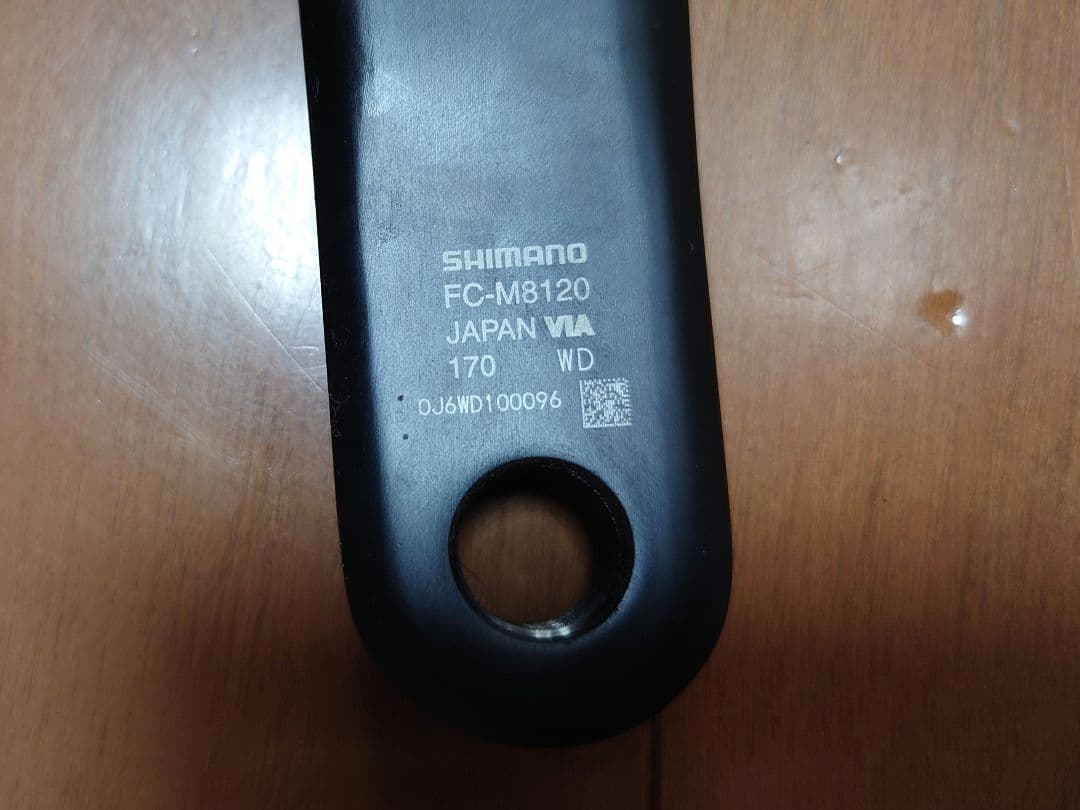 SHIMANO
FC-M8120
JAPAN VIA
170 WD
0J6WD100096